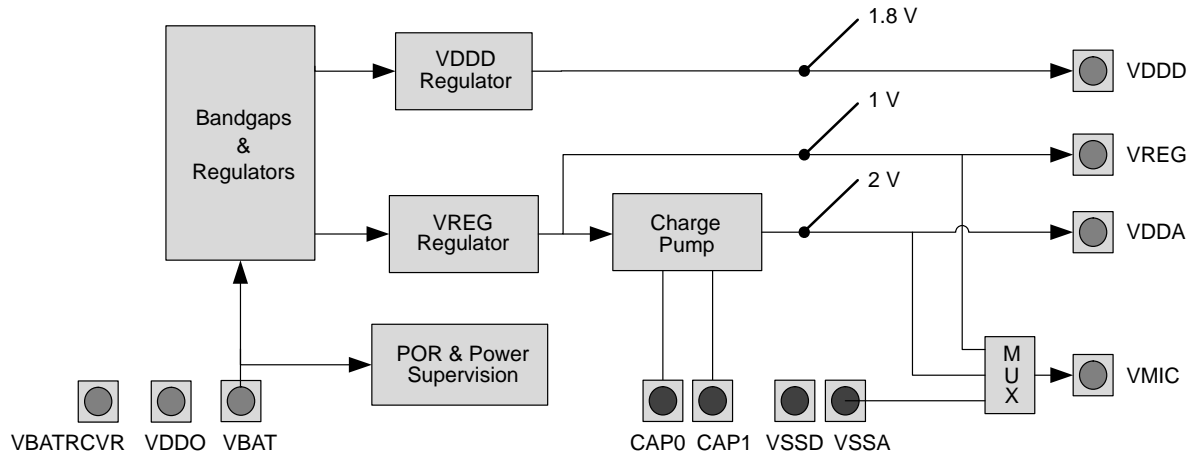 1.8 V
VDDD
Regulator
VDDD
Bandgaps
&
Regulators
1 V
VREG
2 V
VREG
Regulator
Charge
Pump
VDDA
POR & Power
Supervision
M
U
X
VMIC
VBATRCVR VDDO VBAT CAP0 CAP1 VSSD VSSA